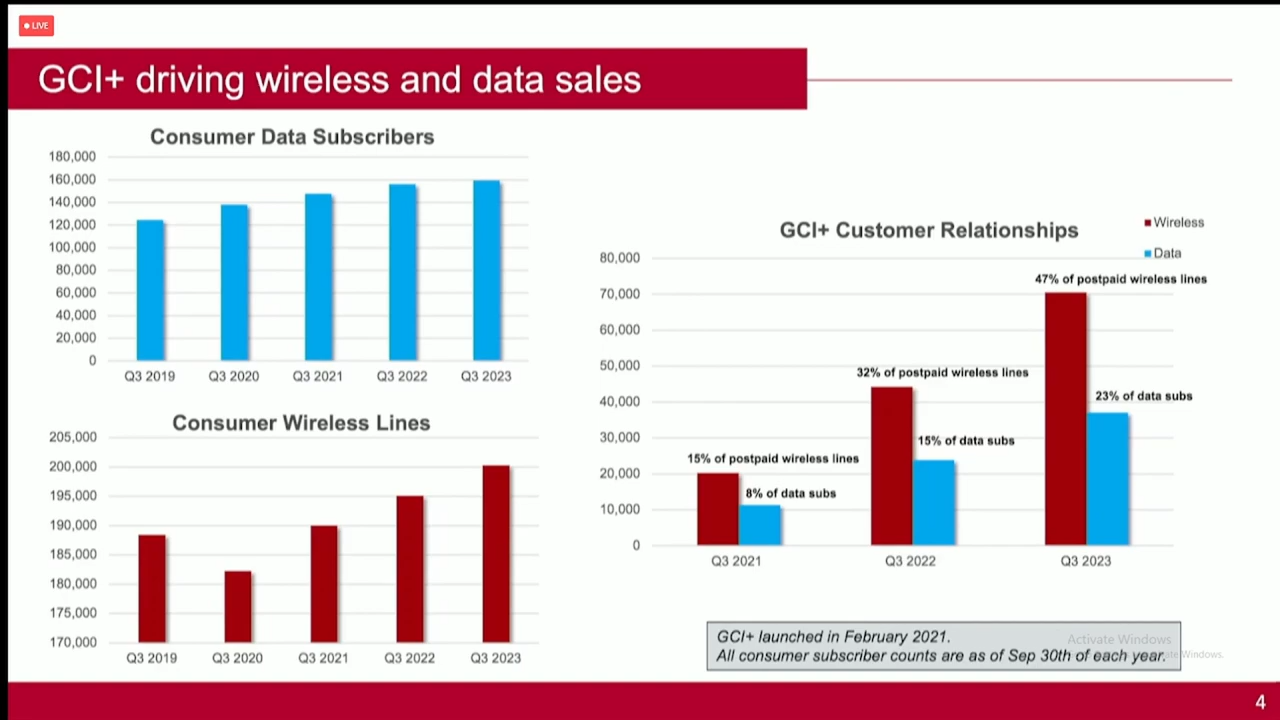 LIVE
GCI+ driving wireless and data sales
Consumer Data Subscribers
180,000
160,000
140,000
120,000
100,000
80,000
60,000
40,000
20,000
0
Q3 2019 Q3 2020 Q3 2021 Q3 2022 Q3 2023
Consumer Wireless Lines
205,000
200,000
195,000
190,000
185,000
180,000
175,000
170,000
Q3 2019 Q3 2020 Q3 2021 Q3 2022 Q3 2023
GCI+ Customer Relationships
Wireless
Data
80,000
70,000
60,000
50,000
40,000
30,000
20,000
10,000
0
47% of postpaid wireless lines
32% of postpaid wireless lines
23% of data subs
15% of data subs
15% of postpaid wireless lines
8% of data subs
Q3 2021 Q3 2022 Q3 2023
GCI+ launched in February 2021.
All consumer subscriber counts are as of Sep 30th of each year.
Activate Windows
Windows.
4